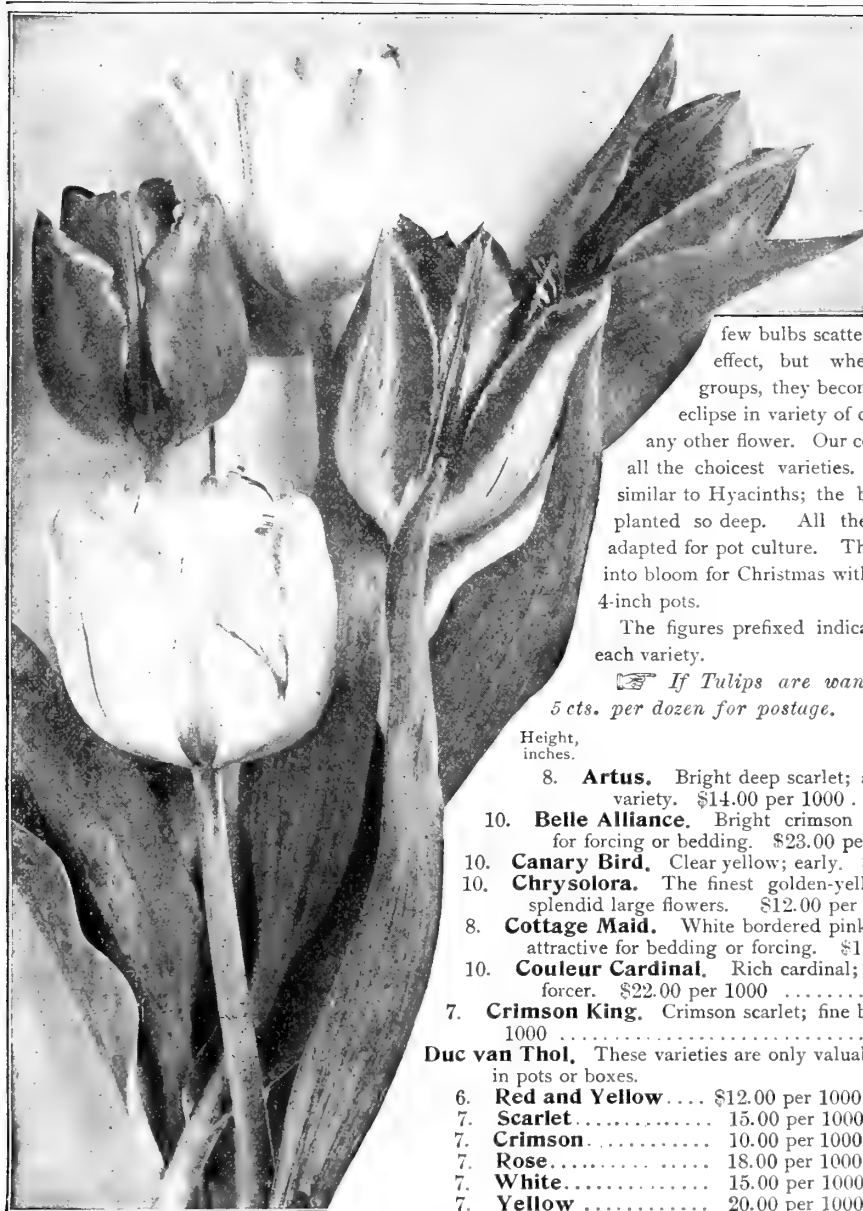 few bulbs scatte
effect, but whe
groups, they becom
eclipse in variety of c
any other flower. Our c
all the choicest varieties.
similar to Hyacinths; the b
planted so deep. All the
adapted for pot culture. Th
into bloom for Christmas wit
4-inch pots.
The figures prefixed indica
each variety.
☞ If Tulips are wan
5 cts. per dozen for postage.
Height,
inches.
8. Artus. Bright deep scarlet;
variety. $14.00 per 1000 .
10. Belle Alliance. Bright crimson
for forcing or bedding. $23.00 pe
10. Canary Bird. Clear yellow; early.
10. Chrysolora. The finest golden-yell
splendid large flowers. $12.00 per
8. Cottage Maid. White bordered pink
attractive for bedding or forcing. $1
10. Couleur Cardinal. Rich cardinal;
forcer. $22.00 per 1000 ........
7. Crimson King. Crimson scarlet; fine b
1000 ..............................
Duc van Thol. These varieties are only valuab
in pots or boxes.
6. Red and Yellow .... $12.00 per 1000
7. Scarlet .............. 15.00 per 1000
7. Crimson ............ 10.00 per 1000
7. Rose ................ 18.00 per 1000
7. White ............... 15.00 per 1000
7. Yellow ............. 20.00 per 1000